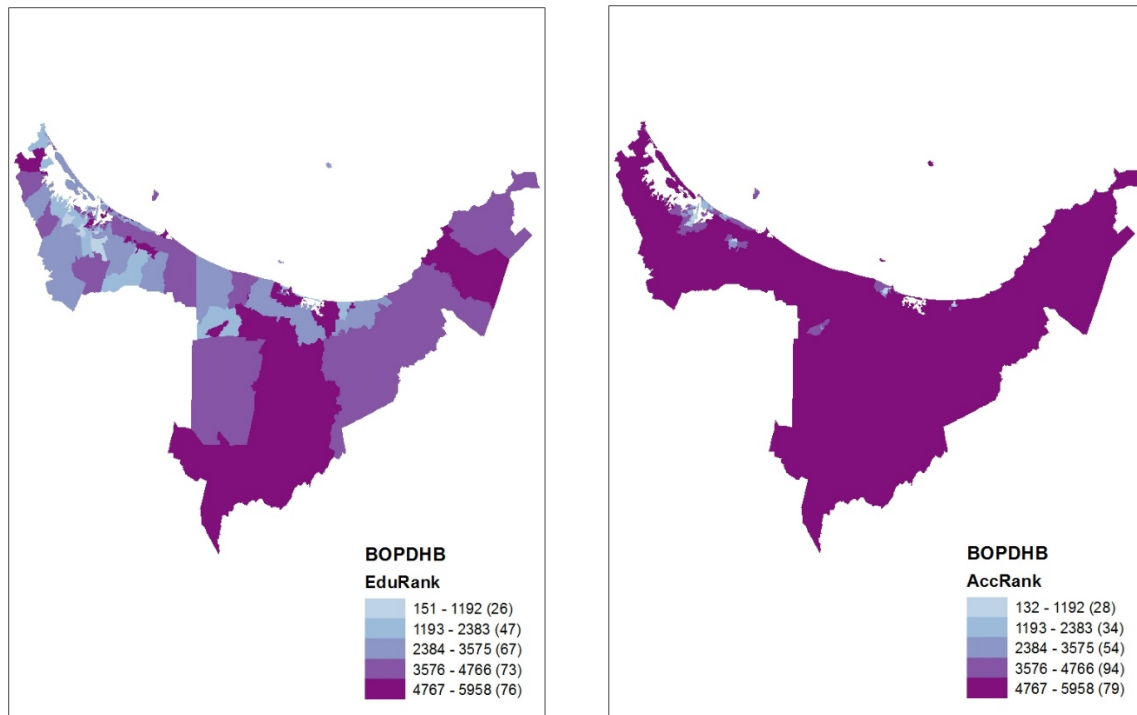 BOPDHB
EduRank
151 - 1192 (26)
1193 - 2383 (47)
2384 - 3575 (67)
3576 - 4766 (73)
4767 - 5958 (76)
BOPDHB
AccRank
132 - 1192 (28)
1193 - 2383 (34)
2384 - 3575 (54)
3576 - 4766 (94)
4767 - 5958 (79)